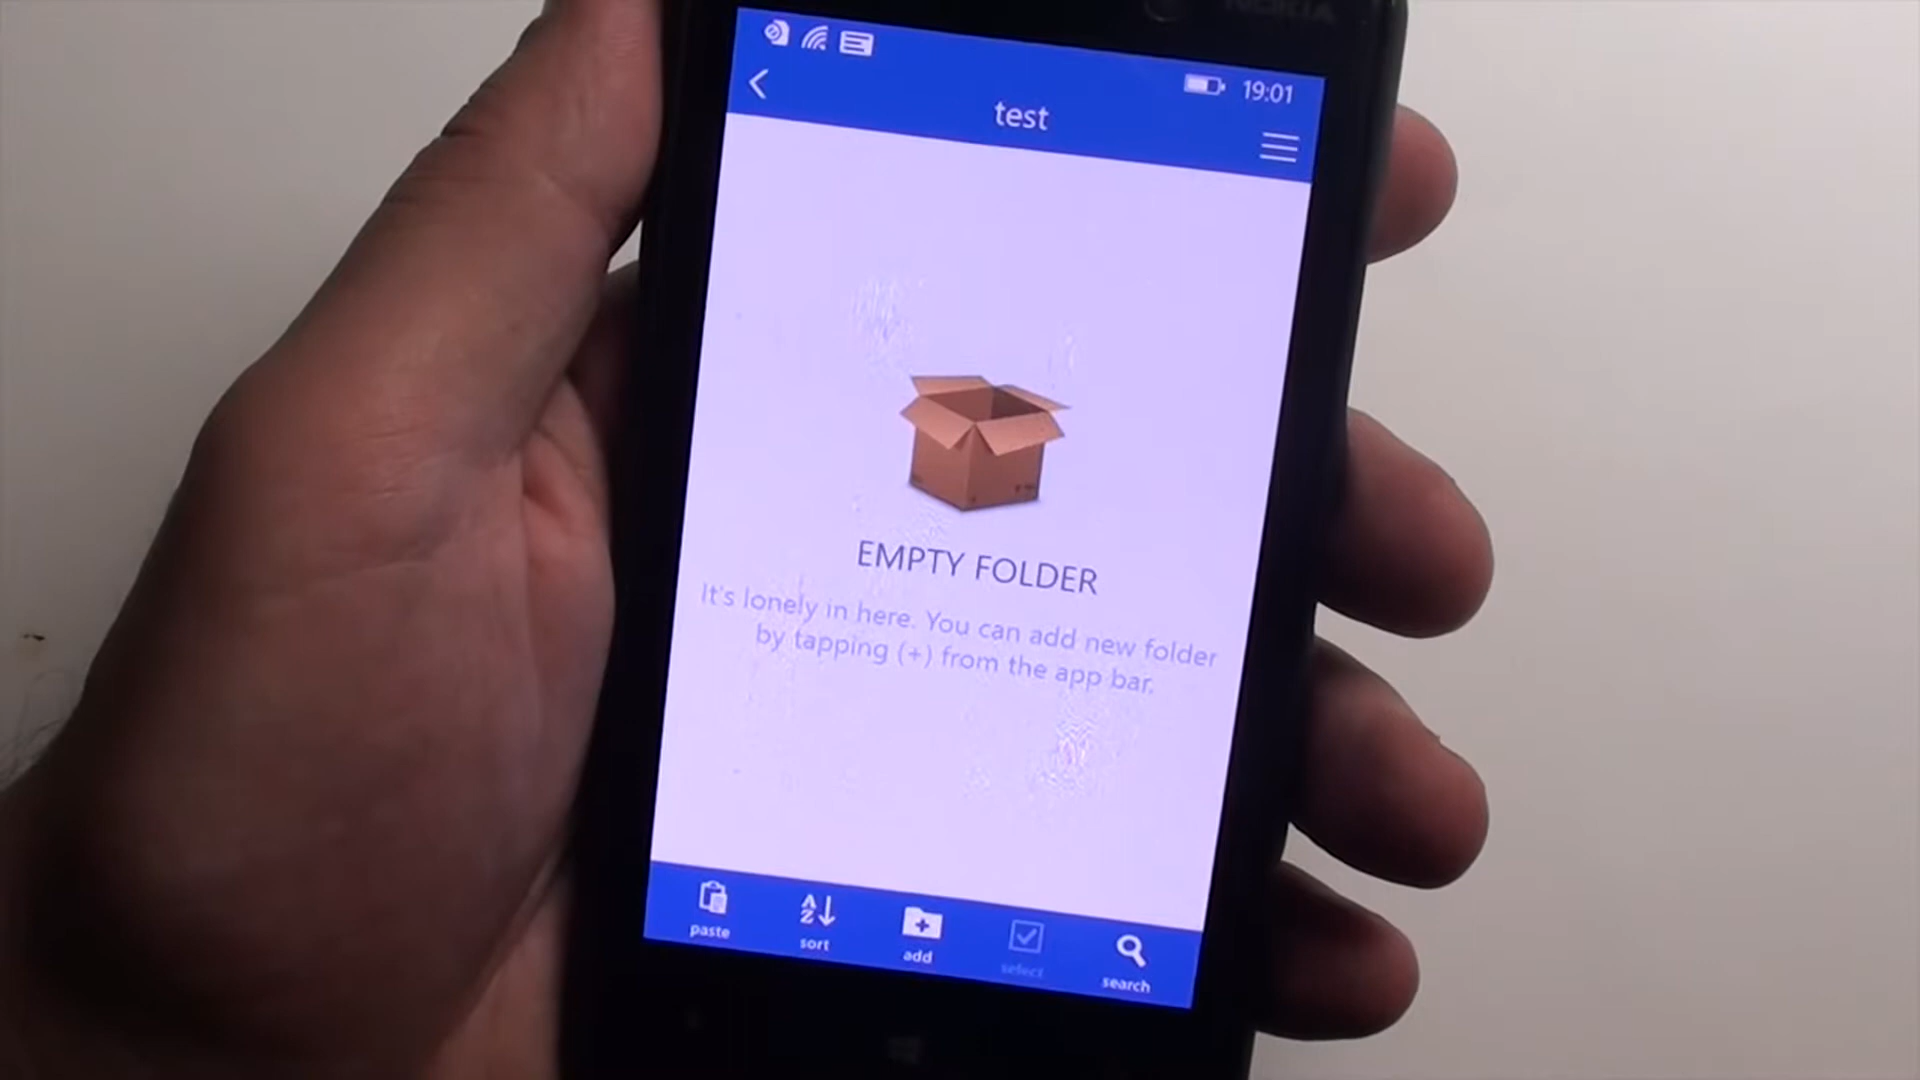 NOKIA
19:01
test
EMPTY FOLDER
It's lonely in here. You can add new folder
by tapping (+) from the app bar.
paste
sort
add
select
search